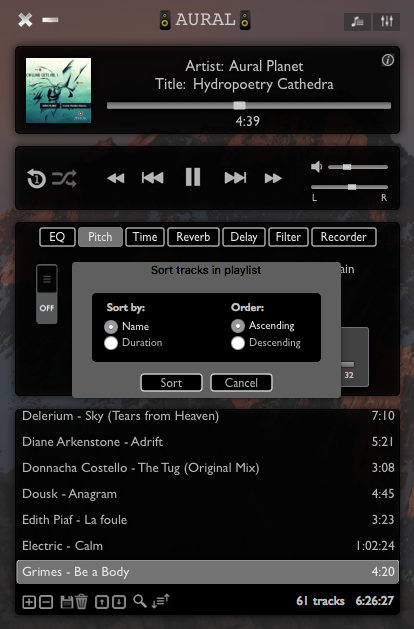 AURAL
Artist: Aural Planet
Title: Hydropoetry Cathedra
4:39
1
L R
EQ Pitch Time Reverb Delay Filter Recorder
Sort tracks in playlist
ain
OFF
Sort by: Order:
Name Ascending
Duration Descending
32
Sort Cancel
Delerium - Sky (Tears from Heaven) 7:10
Diane Arkenstone - Adrift 5:21
Donnacha Costello - The Tug (Original Mix) 3:08
Dousk - Anagram 4:45
Edith Piaf - La foule 3:23
Electric - Calm 1:02:24
Grimes - Be a Body 4:20
61 tracks 6:26:27